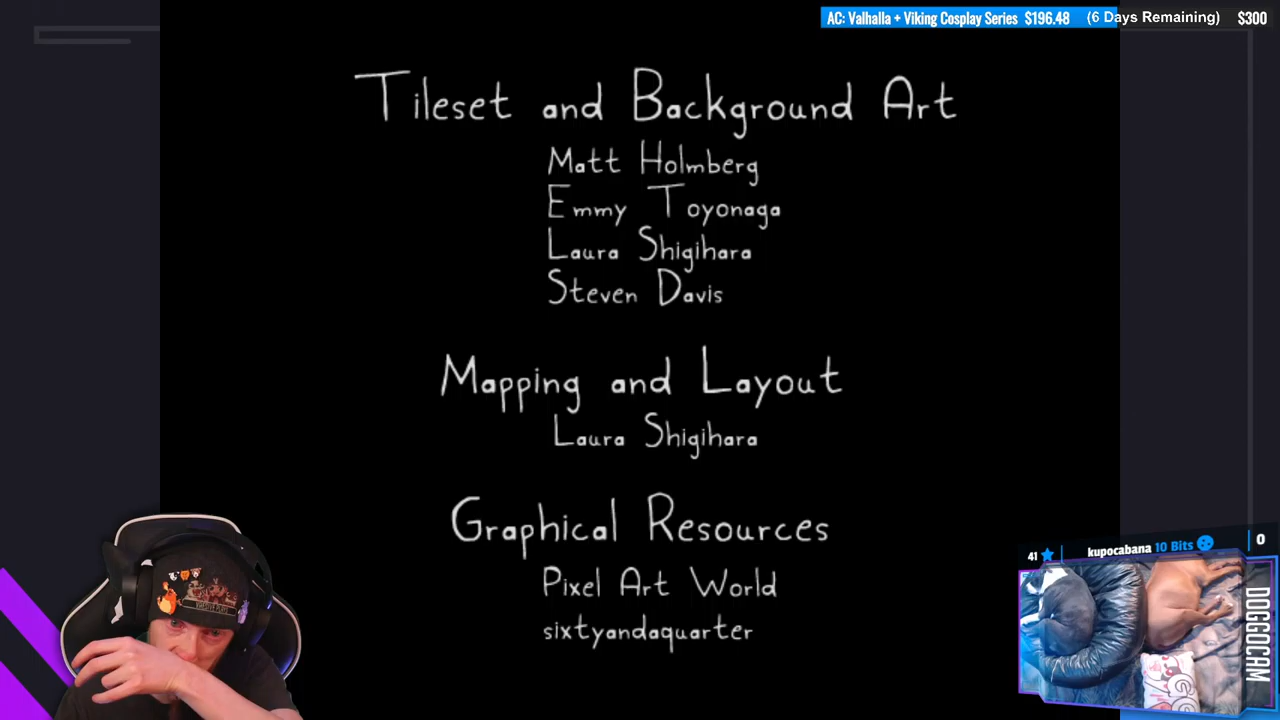 AC: Valhalla + Viking Cosplay Series $196.48 (6 Days Remaining) $300
Tileset and Background Art
Matt Holmberg
Emmy Toyonaga
Laura Shigihara
Steven Davis
Mapping and Layout
Laura Shigihara
Graphical Resources
Pixel Art World
sixtyandaquarter
41 kupocabana 10 Bits 0
DOGGOCAM